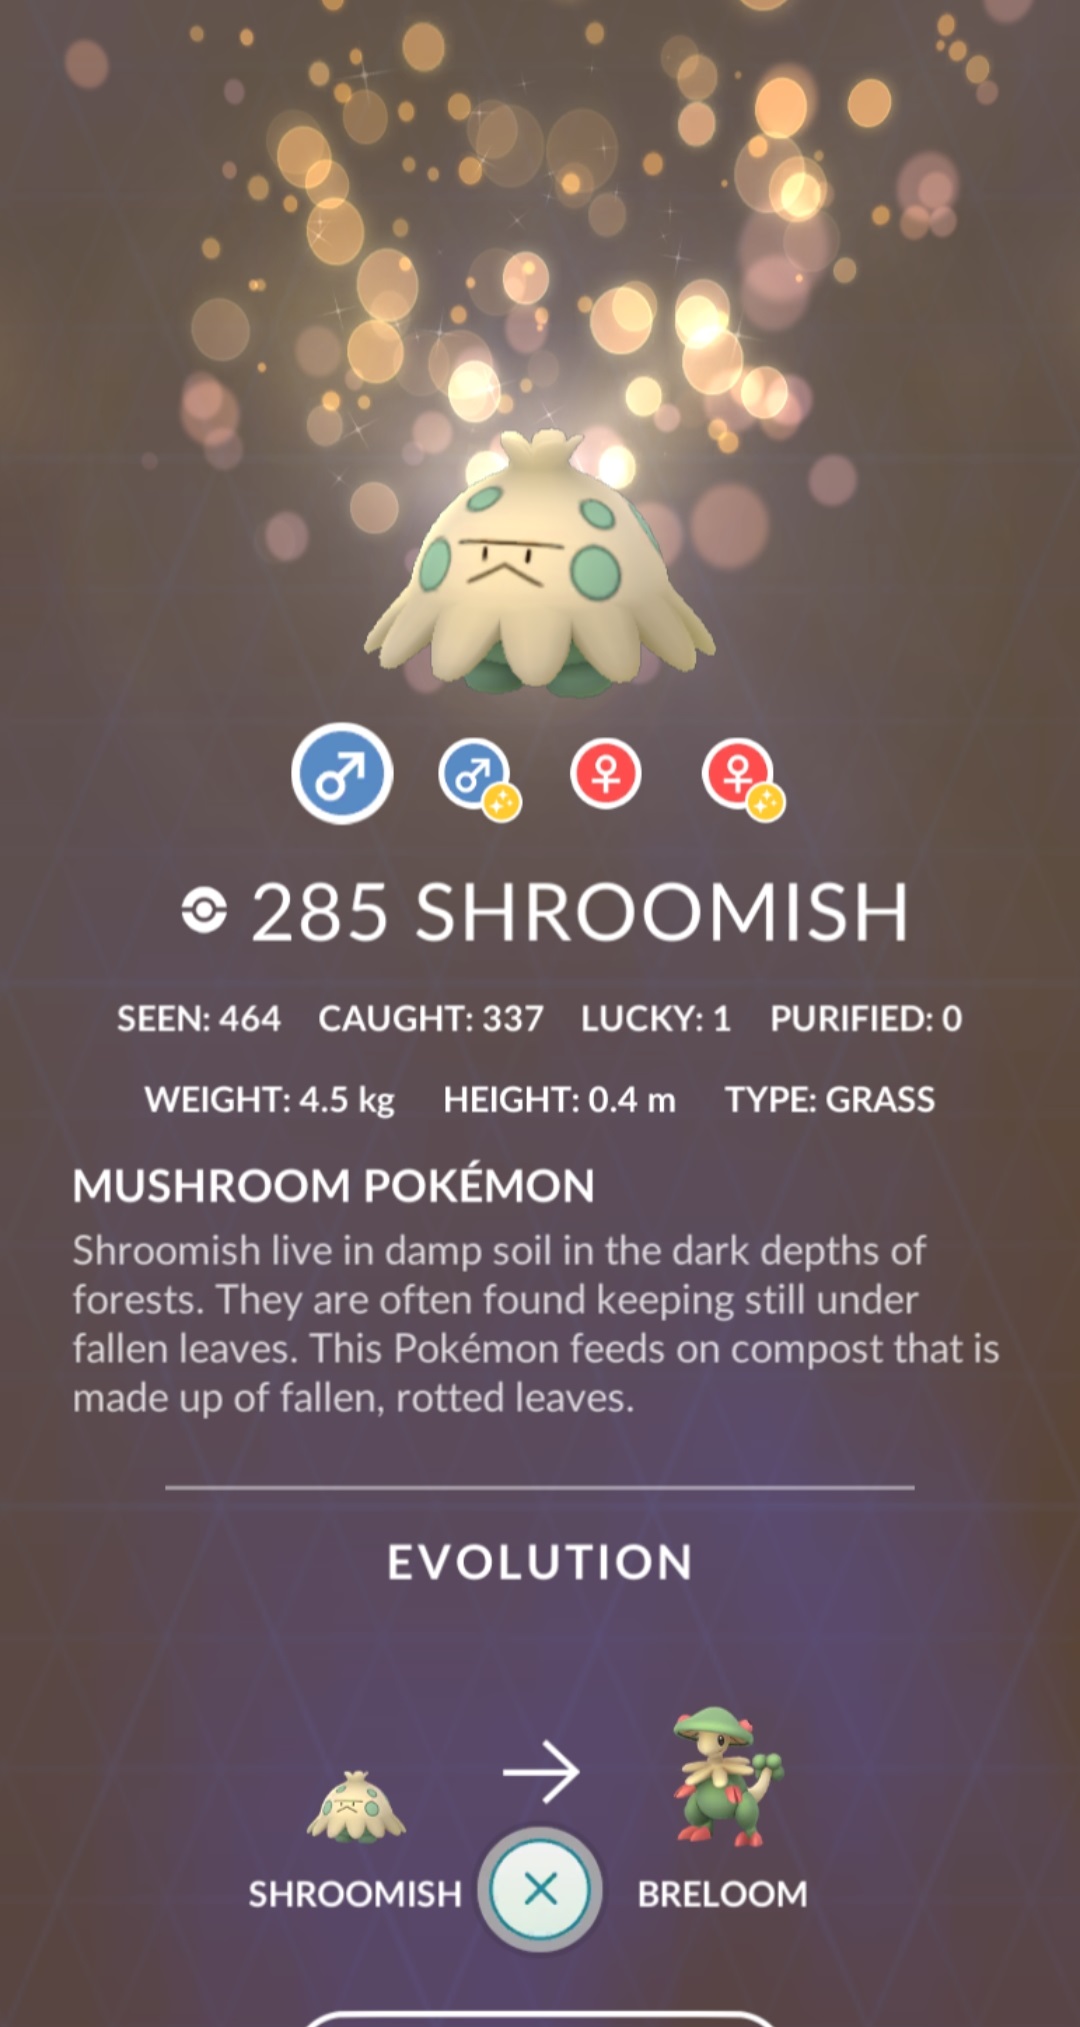 285 SHROOMISH
SEEN: 464 CAUGHT: 337 LUCKY: 1 PURIFIED: 0
WEIGHT: 4.5 kg HEIGHT: 0.4 m TYPE: GRASS
MUSHROOM POKÉMON
Shroomish live in damp soil in the dark depths of
forests. They are often found keeping still under
fallen leaves. This Pokémon feeds on compost that is
made up of fallen, rotted leaves.
EVOLUTION
SHROOMISH BRELOOM